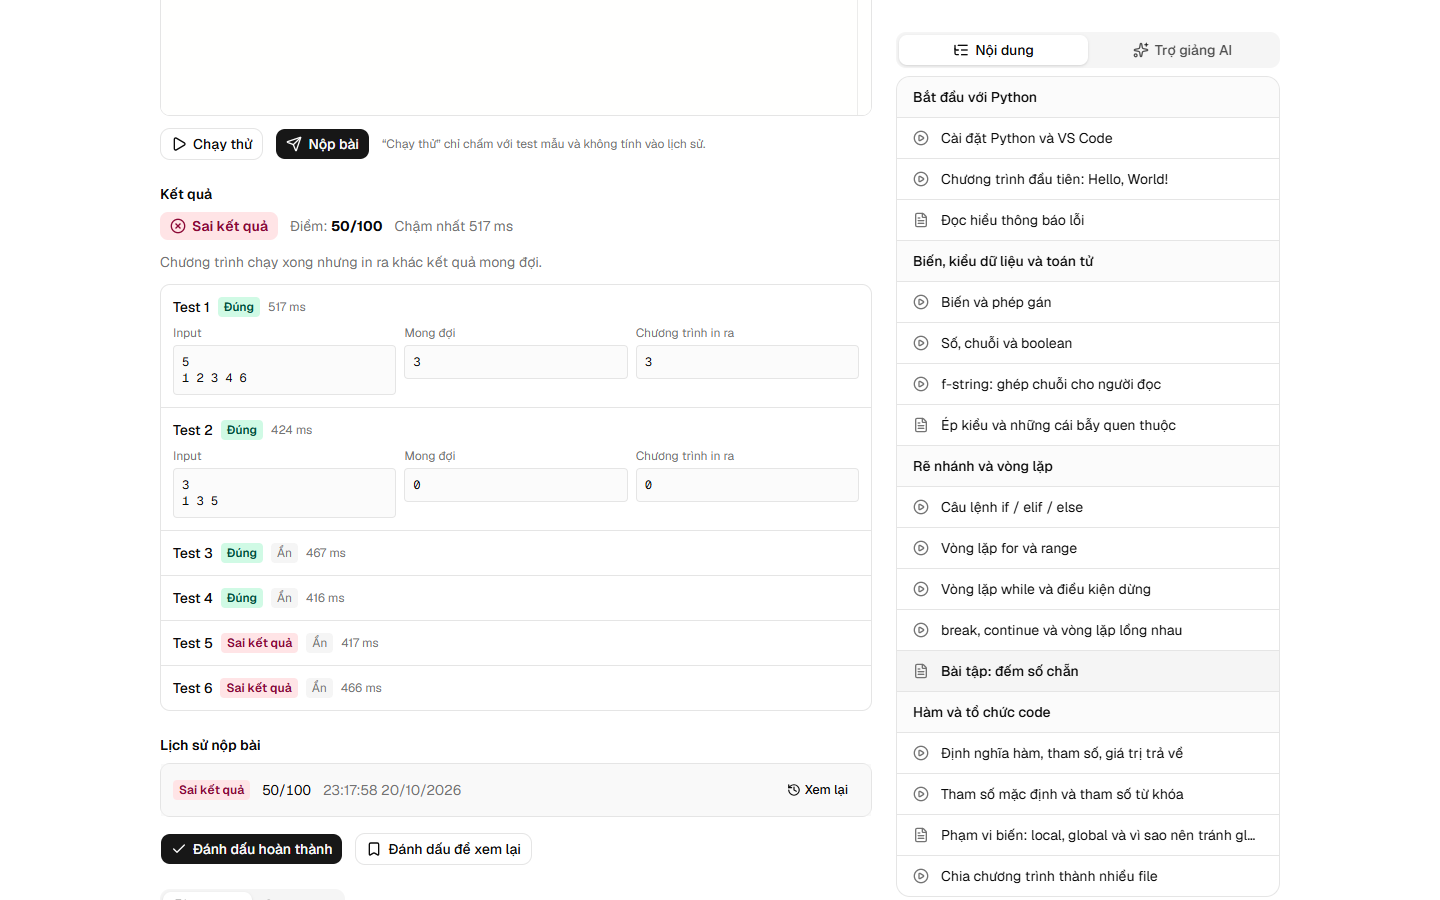 Chạy thử
Nộp bài
“Chạy thử” chỉ chấm với test mẫu và không tính vào lịch sử.
Kết quả
Sai kết quả
Điểm: 50/100
Chậm nhất 517 ms
Chương trình chạy xong nhưng in ra khác kết quả mong đợi.
Test 1 Đúng 517 ms
Input
5
1 2 3 4 6
Mong đợi
3
Chương trình in ra
3
Test 2 Đúng 424 ms
Input
3
1 3 5
Mong đợi
0
Chương trình in ra
0
Test 3 Đúng Ẩn 467 ms
Test 4 Đúng Ẩn 416 ms
Test 5 Sai kết quả Ẩn 417 ms
Test 6 Sai kết quả Ẩn 466 ms
Lịch sử nộp bài
Sai kết quả 50/100 23:17:58 20/10/2026 Xem lại
Đánh dấu hoàn thành
Đánh dấu để xem lại
Nội dung
Trợ giảng AI
Bắt đầu với Python
Cài đặt Python và VS Code
Chương trình đầu tiên: Hello, World!
Đọc hiểu thông báo lỗi
Biến, kiểu dữ liệu và toán tử
Biến và phép gán
Số, chuỗi và boolean
f-string: ghép chuỗi cho người đọc
Ép kiểu và những cái bẫy quen thuộc
Rẽ nhánh và vòng lặp
Câu lệnh if / elif / else
Vòng lặp for và range
Vòng lặp while và điều kiện dừng
break, continue và vòng lặp lồng nhau
Bài tập: đếm số chẵn
Hàm và tổ chức code
Định nghĩa hàm, tham số, giá trị trả về
Tham số mặc định và tham số từ khóa
Phạm vi biến: local, global và vì sao nên tránh gl…
Chia chương trình thành nhiều file